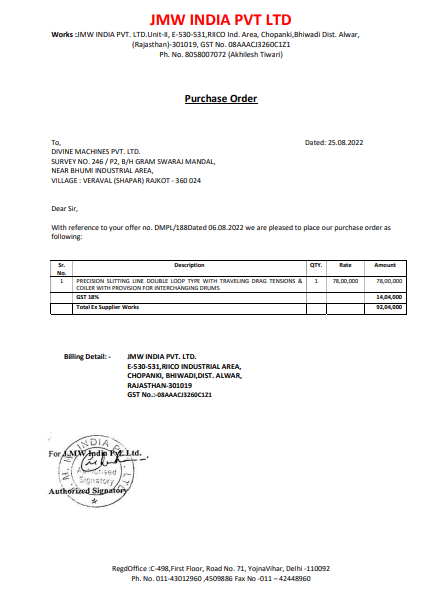 JMW INDIA PVT LTD
Works :JMW INDIA PVT. LTD.Unit-II, E-530-531,RIICO Ind. Area, Chopanki,Bhiwadi Dist. Alwar,
(Rajasthan)-301019, GST No. 08AAACJ3260C1Z1
Ph. No. 8058007072 (Akhilesh Tiwari)
Purchase Order
To, Dated: 25.08.2022
DIVINE MACHINES PVT. LTD.
SURVEY NO. 246 / P2, B/H GRAM SWARAJ MANDAL,
NEAR BHUMI INDUSTRIAL AREA,
VILLAGE : VERAVAL (SHAPAR) RAJKOT - 360 024
Dear Sir,
With reference to your offer no. DMPL/188Dated 06.08.2022 we are pleased to place our purchase order as
following:
Sr. No. Description QTY. Rate Amount
1 PRECISION SLITTING LINE DOUBLE LOOP TYPE WITH TRAVELING DRAG TENSIONS & 1 78,00,000 78,00,000
COILER WITH PROVISION FOR INTERCHANGING DRUMS
GST 18% 14,04,000
Total Ex Supplier Works 92,04,000
Billing Detail: - JMW INDIA PVT. LTD.
E-530-531,RIICO INDUSTRIAL AREA,
CHOPANKI, BHIWADI,DIST. ALWAR,
RAJASTHAN-301019
GST No.:-08AAACJ3260C1Z1
For JMW India Pvt. Ltd.
Authorised
Signatory
Authorized Signatory
RegdOffice :C-498,First Floor, Road No. 71, YojnaVihar, Delhi -110092
Ph. No. 011-43012960 ,4509886 Fax No -011 – 42448960